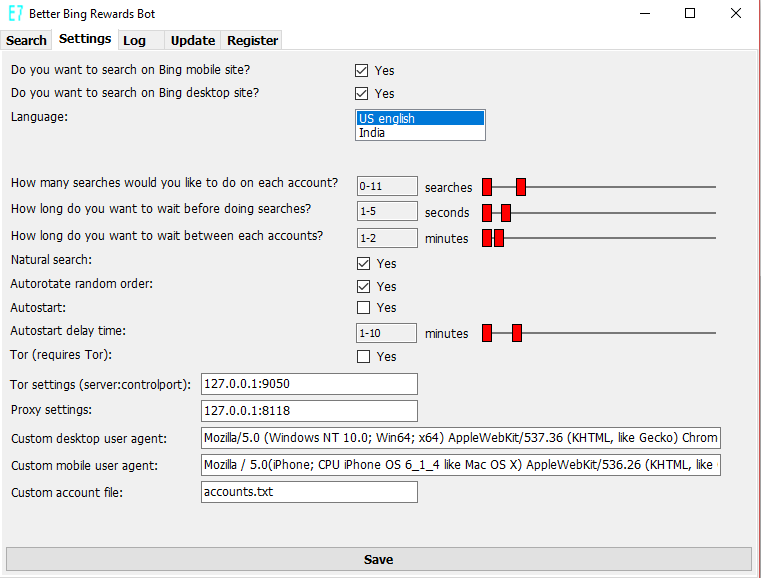 E7 Better Bing Rewards Bot
Search Settings Log Update Register
Do you want to search on Bing mobile site? Yes
Do you want to search on Bing desktop site? Yes
Language: US english
India
How many searches would you like to do on each account? 0-11 searches
How long do you want to wait before doing searches? 1-5 seconds
How long do you want to wait between each accounts? 1-2 minutes
Natural search: Yes
Autorotate random order: Yes
Autostart: Yes
Autostart delay time: 1-10 minutes
Tor (requires Tor): Yes
Tor settings (server:controlport): 127.0.0.1:9050
Proxy settings: 127.0.0.1:8118
Custom desktop user agent: Mozilla/5.0 (Windows NT 10.0; Win64; x64) AppleWebKit/537.36 (KHTML, like Gecko) Chrom
Custom mobile user agent: Mozilla / 5.0(iPhone; CPU iPhone OS 6_1_4 like Mac OS X) AppleWebKit/536.26 (KHTML, like
Custom account file: accounts.txt
Save